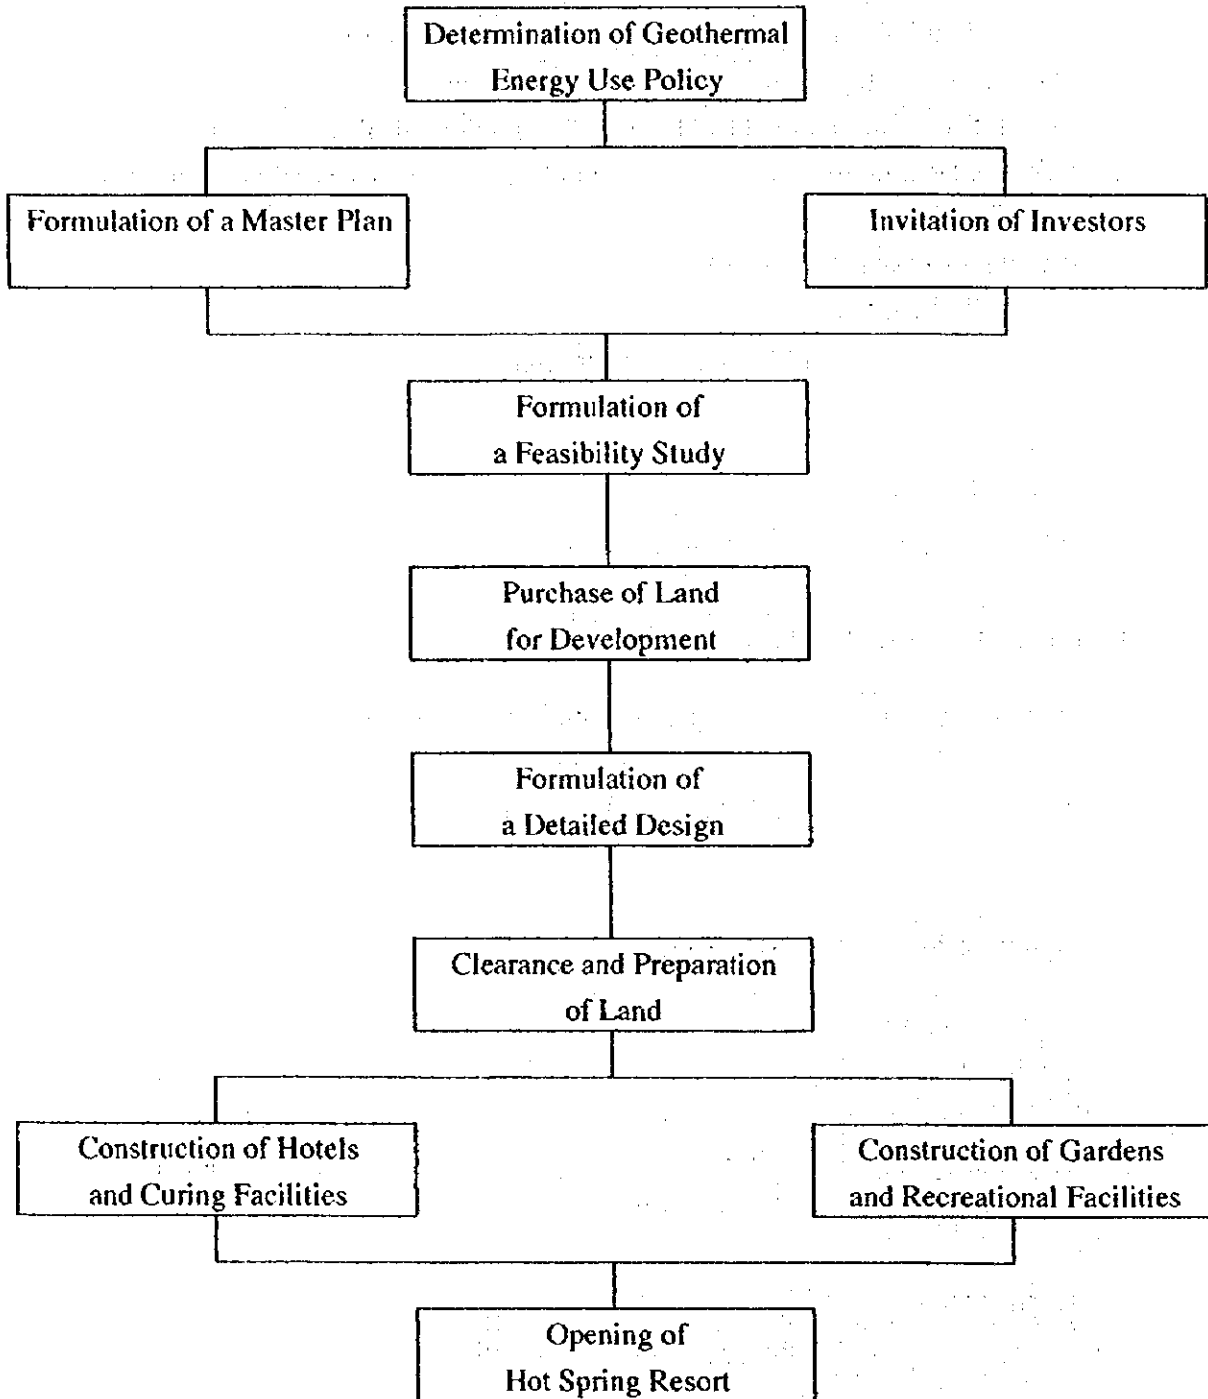 Determination of Geothermal
Energy Use Policy
Formulation of a Master Plan
Invitation of Investors
Formulation of
a Feasibility Study
Purchase of Land
for Development
Formulation of
a Detailed Design
Clearance and Preparation
of Land
Construction of Hotels
and Curing Facilities
Construction of Gardens
and Recreational Facilities
Opening of
Hot Spring Resort